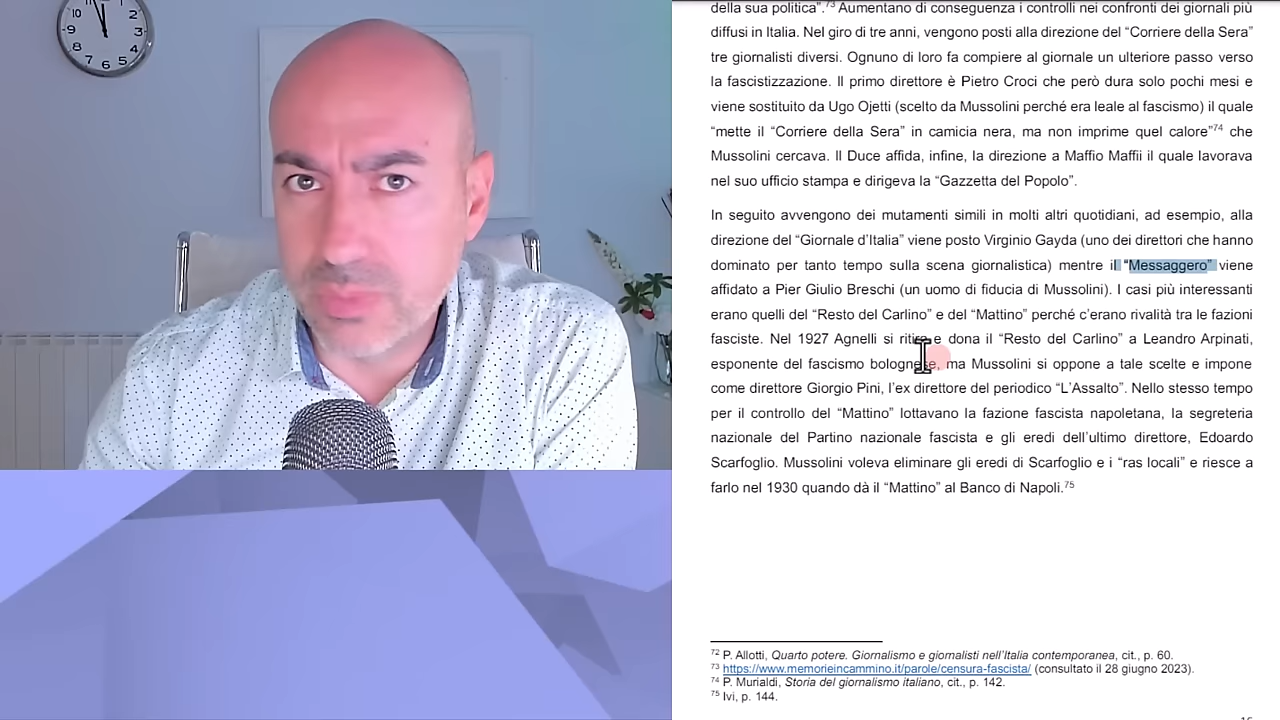 della sua politica”.73 Aumentano di conseguenza i controlli nei confronti dei giornali più
diffusi in Italia. Nel giro di tre anni, vengono posti alla direzione del “Corriere della Sera”
tre giornalisti diversi. Ognuno di loro fa compiere al giornale un ulteriore passo verso
la fascistizzazione. Il primo direttore è Pietro Croci che però dura solo pochi mesi e
viene sostituito da Ugo Ojetti (scelto da Mussolini perché era leale al fascismo) il quale
“mette il “Corriere della Sera” in camicia nera, ma non imprime quel calore”74 che
Mussolini cercava. Il Duce affida, infine, la direzione a Maffio Maffii il quale lavorava
nel suo ufficio stampa e dirigeva la “Gazzetta del Popolo”.
In seguito avvengono dei mutamenti simili in molti altri quotidiani, ad esempio, alla
direzione del “Giornale d’Italia” viene posto Virginio Gayda (uno dei direttori che hanno
dominato per tanto tempo sulla scena giornalistica) mentre il “Messaggero” viene
affidato a Pier Giulio Breschi (un uomo di fiducia di Mussolini). I casi più interessanti
erano quelli del “Resto del Carlino” e del “Mattino” perché c’erano rivalità tra le fazioni
fasciste. Nel 1927 Agnelli si ritira e dona il “Resto del Carlino” a Leandro Arpinati,
esponente del fascismo bolognese, ma Mussolini si oppone a tale scelte e impone
come direttore Giorgio Pini, l’ex direttore del periodico “L’Assalto”. Nello stesso tempo
per il controllo del “Mattino” lottavano la fazione fascista napoletana, la segreteria
nazionale del Partino nazionale fascista e gli eredi dell’ultimo direttore, Edoardo
Scarfoglio. Mussolini voleva eliminare gli eredi di Scarfoglio e i “ras locali” e riesce a
farlo nel 1930 quando dà il “Mattino” al Banco di Napoli.75
72 P. Allotti, Quarto potere. Giornalismo e giornalisti nell’Italia contemporanea, cit., p. 60.
73 https://www.memorieincammino.it/parole/censura-fascista/ (consultato il 28 giugno 2023).
74 P. Murialdi, Storia del giornalismo italiano, cit., p. 142.
75 Ivi, p. 144.